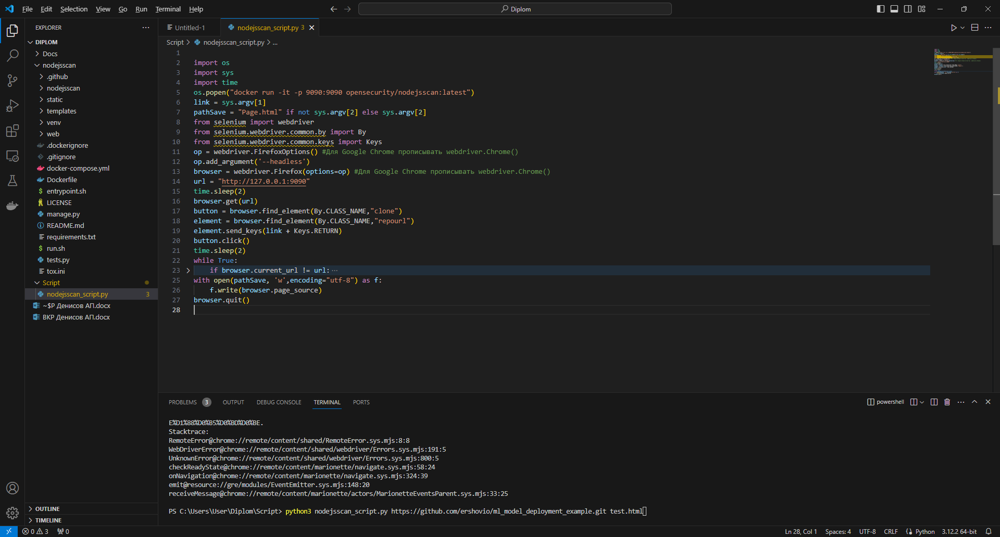 File Edit Selection View Go Run Terminal Help
Diplom
EXPLORER
DIPLOM
Docs
nodejsscan
.github
nodejsscan
static
templates
venv
web
.dockerignore
.gitignore
docker-compose.yml
Dockerfile
entrypoint.sh
LICENSE
manage.py
README.md
requirements.txt
run.sh
tests.py
tox.ini
Script
nodejsscan_script.py 3
~$Р Денисов АП.docx
ВКР Денисов АП.docx
OUTLINE
TIMELINE
Untitled-1
nodejsscan_script.py 3
Script > nodejsscan_script.py > ...
1
2 import os
3 import sys
4 import time
5 os.popen("docker run -it -p 9090:9090 opensecurity/nodejsscan:latest")
6 link = sys.argv[1]
7 pathSave = "Page.html" if not sys.argv[2] else sys.argv[2]
8 from selenium import webdriver
9 from selenium.webdriver.common.by import By
10 from selenium.webdriver.common.keys import Keys
11 op = webdriver.FirefoxOptions() #Для Google Chrome прописывать webdriver.Chrome()
12 op.add_argument('--headless')
13 browser = webdriver.Firefox(options=op) #Для Google Chrome прописывать webdriver.Chrome()
14 url = "http://127.0.0.1:9090"
15 time.sleep(2)
16 browser.get(url)
17 button = browser.find_element(By.CLASS_NAME,"clone")
18 element = browser.find_element(By.CLASS_NAME,"repourl")
19 element.send_keys(link + Keys.RETURN)
20 button.click()
21 time.sleep(2)
22 while True:
23 if browser.current_url != url:···
25 with open(pathSave, 'w',encoding="utf-8") as f:
26 f.write(browser.page_source)
27 browser.quit()
28
PROBLEMS 3 OUTPUT DEBUG CONSOLE TERMINAL PORTS
powershell
E%D1%88%D0%B5%D0%BD%D0%BE.
Stacktrace:
RemoteError@chrome://remote/content/shared/RemoteError.sys.mjs:8:8
WebDriverError@chrome://remote/content/shared/webdriver/Errors.sys.mjs:191:5
UnknownError@chrome://remote/content/shared/webdriver/Errors.sys.mjs:800:5
checkReadyState@chrome://remote/content/marionette/navigate.sys.mjs:58:24
onNavigation@chrome://remote/content/marionette/navigate.sys.mjs:324:39
emit@resource://gre/modules/EventEmitter.sys.mjs:148:20
receiveMessage@chrome://remote/content/marionette/actors/MarionetteEventsParent.sys.mjs:33:25
PS C:\Users\User\Diplom\Script> python3 nodejsscan_script.py https://github.com/ershovio/ml_model_deployment_example.git test.html
0 3 0
Ln 28, Col 1 Spaces: 4 UTF-8 CRLF Python 3.12.2 64-bit